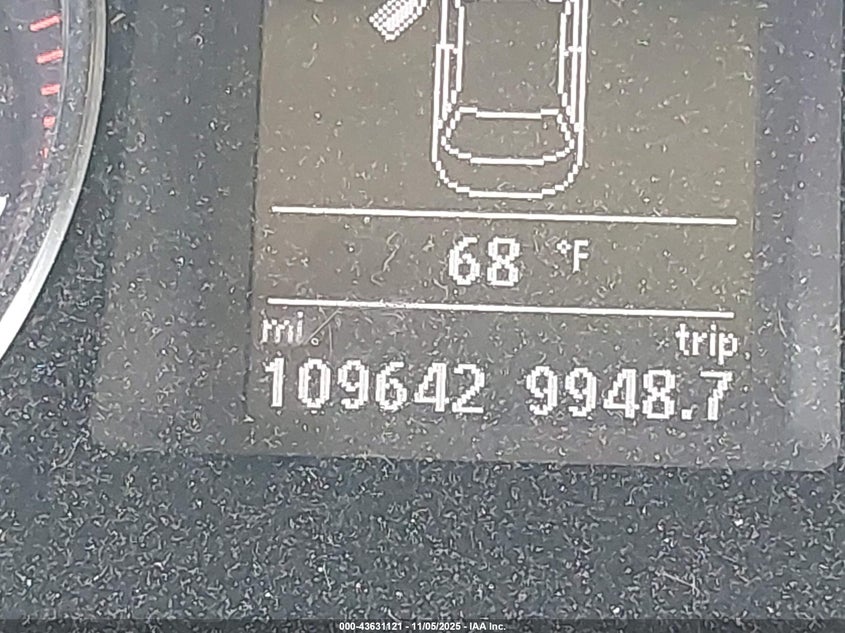 68 °F
mi. trip
109642 9948.7
000-43631121 - 11/05/2025 - IAA Inc.